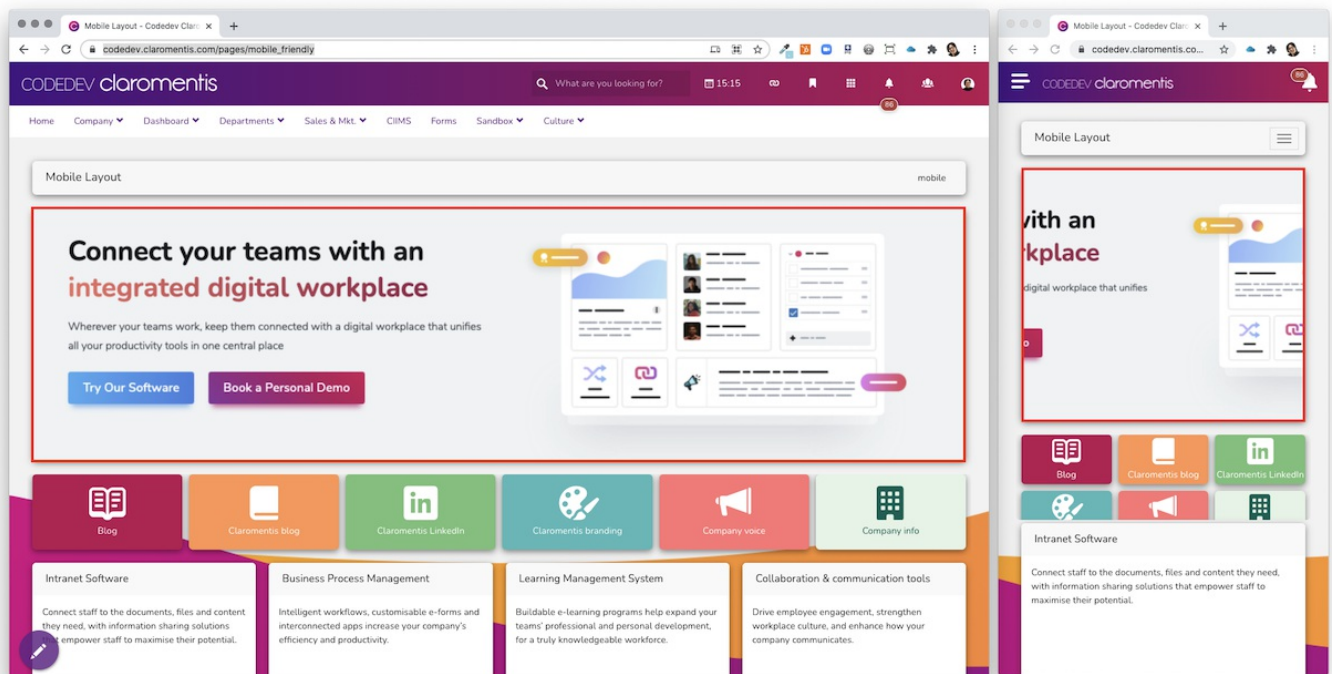 Mobile Layout - Codedev Claro
codedev.claromentis.com/pages/mobile_friendly
CODEDEV claromentis
What are you looking for?
15:15
86
Home Company Dashboard Departments Sales & Mkt. CIIMS Forms Sandbox Culture
Mobile Layout
mobile
Connect your teams with an
integrated digital workplace
Wherever your teams work, keep them connected with a digital workplace that unifies
all your productivity tools in one central place
Try Our Software
Book a Personal Demo
Blog
Claromentis blog
Claromentis LinkedIn
Claromentis branding
Company voice
Company info
Intranet Software
Connect staff to the documents, files and content
they need, with information sharing solutions
that empower staff to maximise their potential.
Business Process Management
Intelligent workflows, customisable e-forms and
interconnected apps increase your company's
efficiency and productivity.
Learning Management System
Buildable e-learning programs help expand your
teams' professional and personal development,
for a truly knowledgeable workforce.
Collaboration & communication tools
Drive employee engagement, strengthen
workplace culture, and enhance how your
company communicates.
Mobile Layout - Codedev Claro
codedev.claromentis.co...
CODEDEV claromentis
86
Mobile Layout
with an
kplace
digital workplace that unifies
o
Blog
Claromentis blog
Claromentis LinkedIn
Intranet Software
Connect staff to the documents, files and content they need,
with information sharing solutions that empower staff to
maximise their potential.